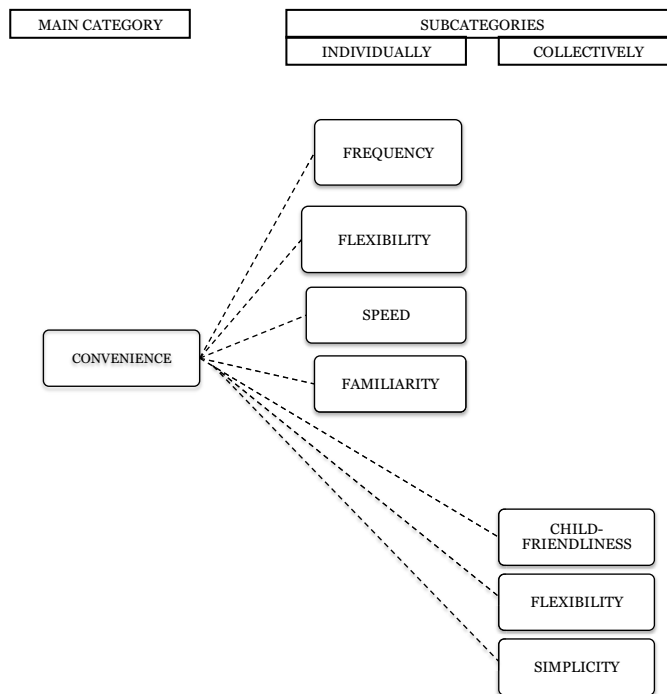 MAIN CATEGORY
SUBCATEGORIES
INDIVIDUALLY
COLLECTIVELY
FREQUENCY
FLEXIBILITY
SPEED
CONVENIENCE
FAMILIARITY
CHILD-
FRIENDLINESS
FLEXIBILITY
SIMPLICITY